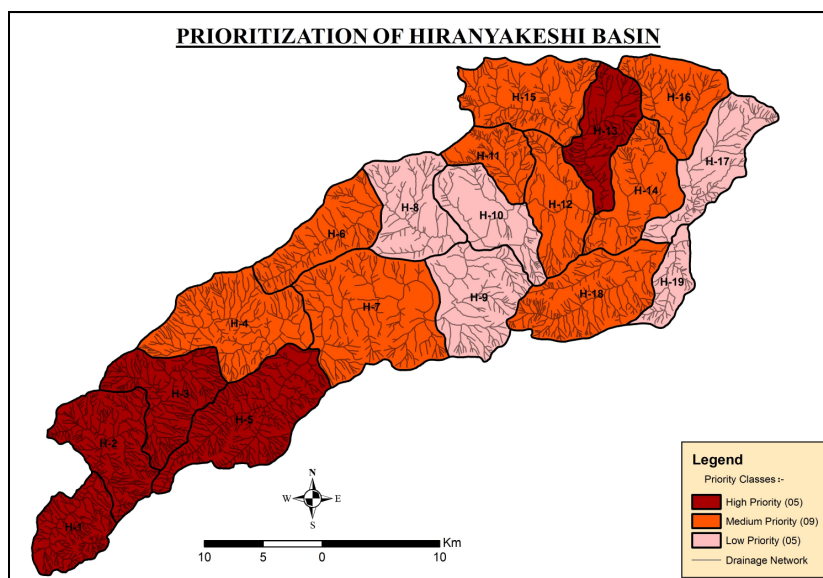 PRIORITIZATION OF HIRANYAKESHI BASIN
H-15
H-16
H-13
H-11
H-17
H-14
H-8
H-12
H-10
H-6
H-19
H-18
H-9
H-7
H-4
H-3
H-5
H-2
H-1
N
W E
S
Km
10 5 0 10
Legend
Priority Classes :-
High Priority (05)
Medium Priority (09)
Low Priority (05)
Drainage Network